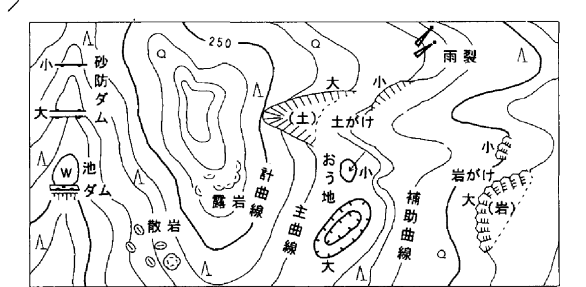 250
Q
Q
Q
小
砂防ダム
大
W
池
ダム
散岩
露岩
計曲線
主曲線
大
小
(土)
土がけ
雨裂
おう地
小
大
補助曲線
小
岩がけ
大
(岩)